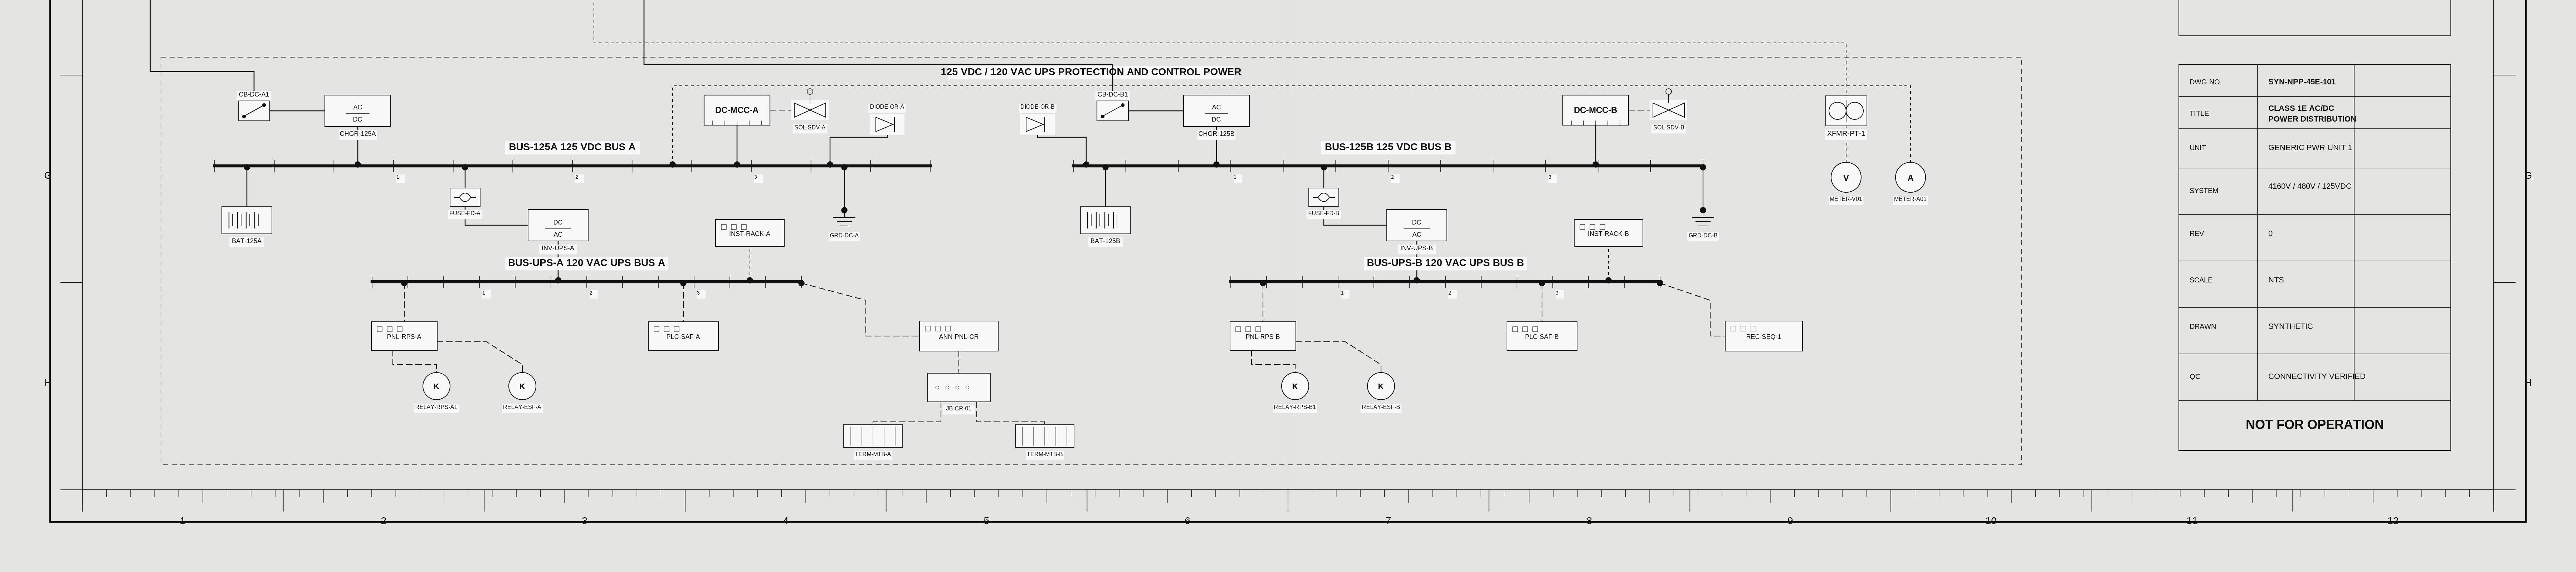 125 VDC / 120 VAC UPS PROTECTION AND CONTROL POWER
CB-DC-A1
AC
DC
CHGR-125A
DC-MCC-A
SOL-SDV-A
DIODE-OR-A
DIODE-OR-B
CB-DC-B1
AC
DC
CHGR-125B
DC-MCC-B
SOL-SDV-B
XFMR-PT-1
BUS-125A 125 VDC BUS A
BUS-125B 125 VDC BUS B
1
2
3
1
2
3
G
G
V
METER-V01
A
METER-A01
BAT-125A
FUSE-FD-A
DC
AC
INV-UPS-A
INST-RACK-A
GRD-DC-A
BAT-125B
FUSE-FD-B
DC
AC
INV-UPS-B
INST-RACK-B
GRD-DC-B
BUS-UPS-A 120 VAC UPS BUS A
BUS-UPS-B 120 VAC UPS BUS B
1
2
3
1
2
3
PNL-RPS-A
PLC-SAF-A
ANN-PNL-CR
PNL-RPS-B
PLC-SAF-B
REC-SEQ-1
H
H
K
RELAY-RPS-A1
K
RELAY-ESF-A
JB-CR-01
K
RELAY-RPS-B1
K
RELAY-ESF-B
TERM-MTB-A
TERM-MTB-B
DWG NO. SYN-NPP-45E-101
TITLE CLASS 1E AC/DC
POWER DISTRIBUTION
UNIT GENERIC PWR UNIT 1
SYSTEM 4160V / 480V / 125VDC
REV 0
SCALE NTS
DRAWN SYNTHETIC
QC CONNECTIVITY VERIFIED
NOT FOR OPERATION
1 2 3 4 5 6 7 8 9 10 11 12